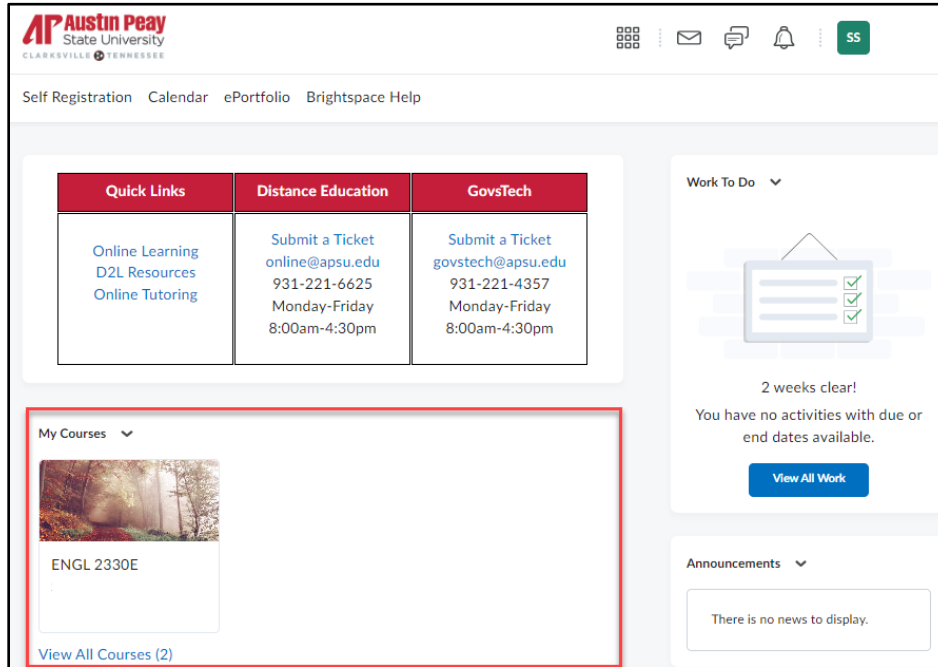 AP Austin Peay
State University
CLARKSVILLE TENNESSEE
SS
Self Registration Calendar ePortfolio Brightspace Help
Quick Links
Online Learning
D2L Resources
Online Tutoring
Distance Education
Submit a Ticket
online@apsu.edu
931-221-6625
Monday-Friday
8:00am-4:30pm
GovsTech
Submit a Ticket
govstech@apsu.edu
931-221-4357
Monday-Friday
8:00am-4:30pm
My Courses
ENGL 2330E
View All Courses (2)
Work To Do
2 weeks clear!
You have no activities with due or
end dates available.
View All Work
Announcements
There is no news to display.